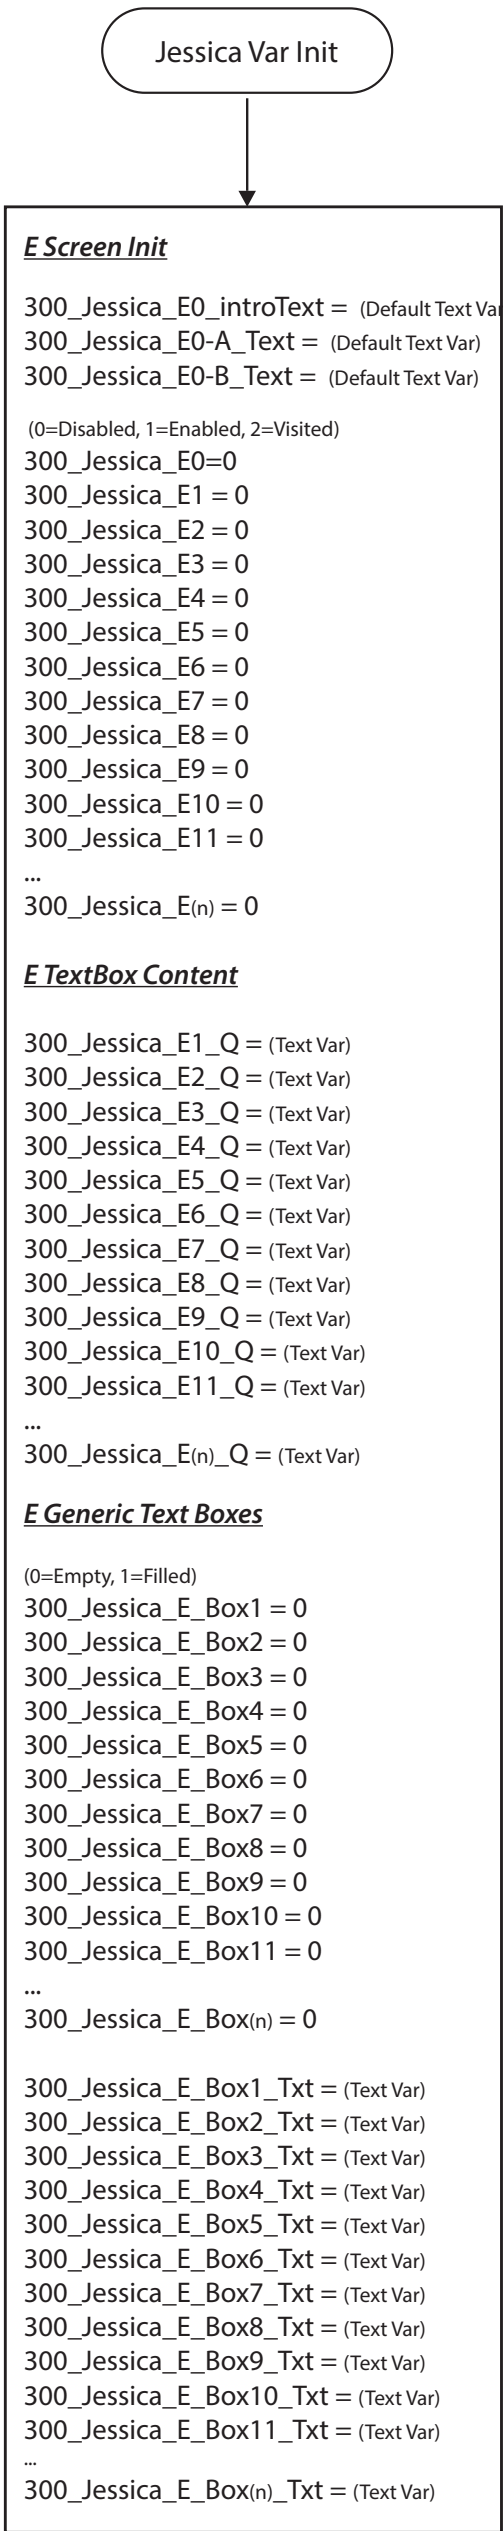 Jessica Var Init
E Screen Init
300_Jessica_E0_introText = (Default Text Var
300_Jessica_E0-A_Text = (Default Text Var)
300_Jessica_E0-B_Text = (Default Text Var)
(0=Disabled, 1=Enabled, 2=Visited)
300_Jessica_E0=0
300_Jessica_E1 = 0
300_Jessica_E2 = 0
300_Jessica_E3 = 0
300_Jessica_E4 = 0
300_Jessica_E5 = 0
300_Jessica_E6 = 0
300_Jessica_E7 = 0
300_Jessica_E8 = 0
300_Jessica_E9 = 0
300_Jessica_E10 = 0
300_Jessica_E11 = 0
...
300_Jessica_E(n) = 0
E TextBox Content
300_Jessica_E1_Q = (Text Var)
300_Jessica_E2_Q = (Text Var)
300_Jessica_E3_Q = (Text Var)
300_Jessica_E4_Q = (Text Var)
300_Jessica_E5_Q = (Text Var)
300_Jessica_E6_Q = (Text Var)
300_Jessica_E7_Q = (Text Var)
300_Jessica_E8_Q = (Text Var)
300_Jessica_E9_Q = (Text Var)
300_Jessica_E10_Q = (Text Var)
300_Jessica_E11_Q = (Text Var)
...
300_Jessica_E(n)_Q = (Text Var)
E Generic Text Boxes
(0=Empty, 1=Filled)
300_Jessica_E_Box1 = 0
300_Jessica_E_Box2 = 0
300_Jessica_E_Box3 = 0
300_Jessica_E_Box4 = 0
300_Jessica_E_Box5 = 0
300_Jessica_E_Box6 = 0
300_Jessica_E_Box7 = 0
300_Jessica_E_Box8 = 0
300_Jessica_E_Box9 = 0
300_Jessica_E_Box10 = 0
300_Jessica_E_Box11 = 0
...
300_Jessica_E_Box(n) = 0
300_Jessica_E_Box1_Txt = (Text Var)
300_Jessica_E_Box2_Txt = (Text Var)
300_Jessica_E_Box3_Txt = (Text Var)
300_Jessica_E_Box4_Txt = (Text Var)
300_Jessica_E_Box5_Txt = (Text Var)
300_Jessica_E_Box6_Txt = (Text Var)
300_Jessica_E_Box7_Txt = (Text Var)
300_Jessica_E_Box8_Txt = (Text Var)
300_Jessica_E_Box9_Txt = (Text Var)
300_Jessica_E_Box10_Txt = (Text Var)
300_Jessica_E_Box11_Txt = (Text Var)
...
300_Jessica_E_Box(n)_Txt = (Text Var)